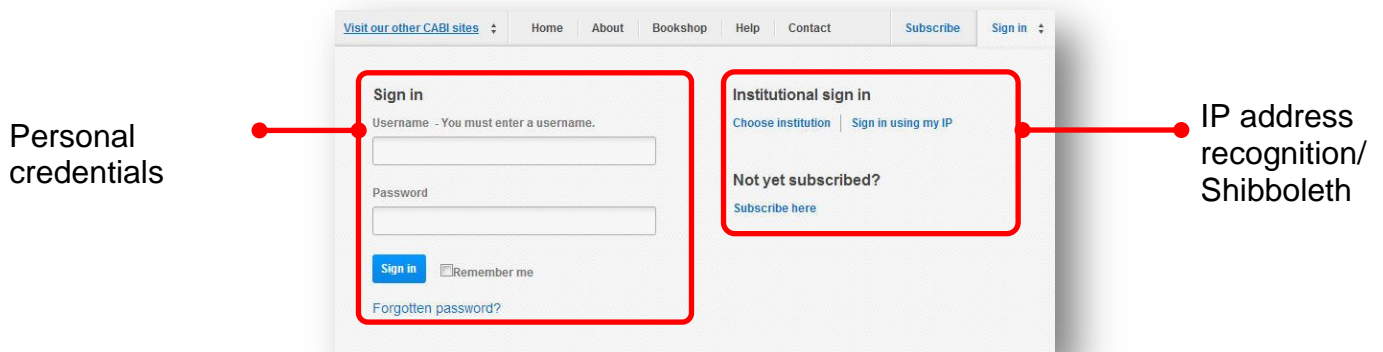 Visit our other CABI sites Home About Bookshop Help Contact Subscribe Sign in
Personal
credentials
Sign in
Username - You must enter a username.
Password
Sign in Remember me
Forgotten password?
Institutional sign in
Choose institution Sign in using my IP
Not yet subscribed?
Subscribe here
IP address
recognition/
Shibboleth